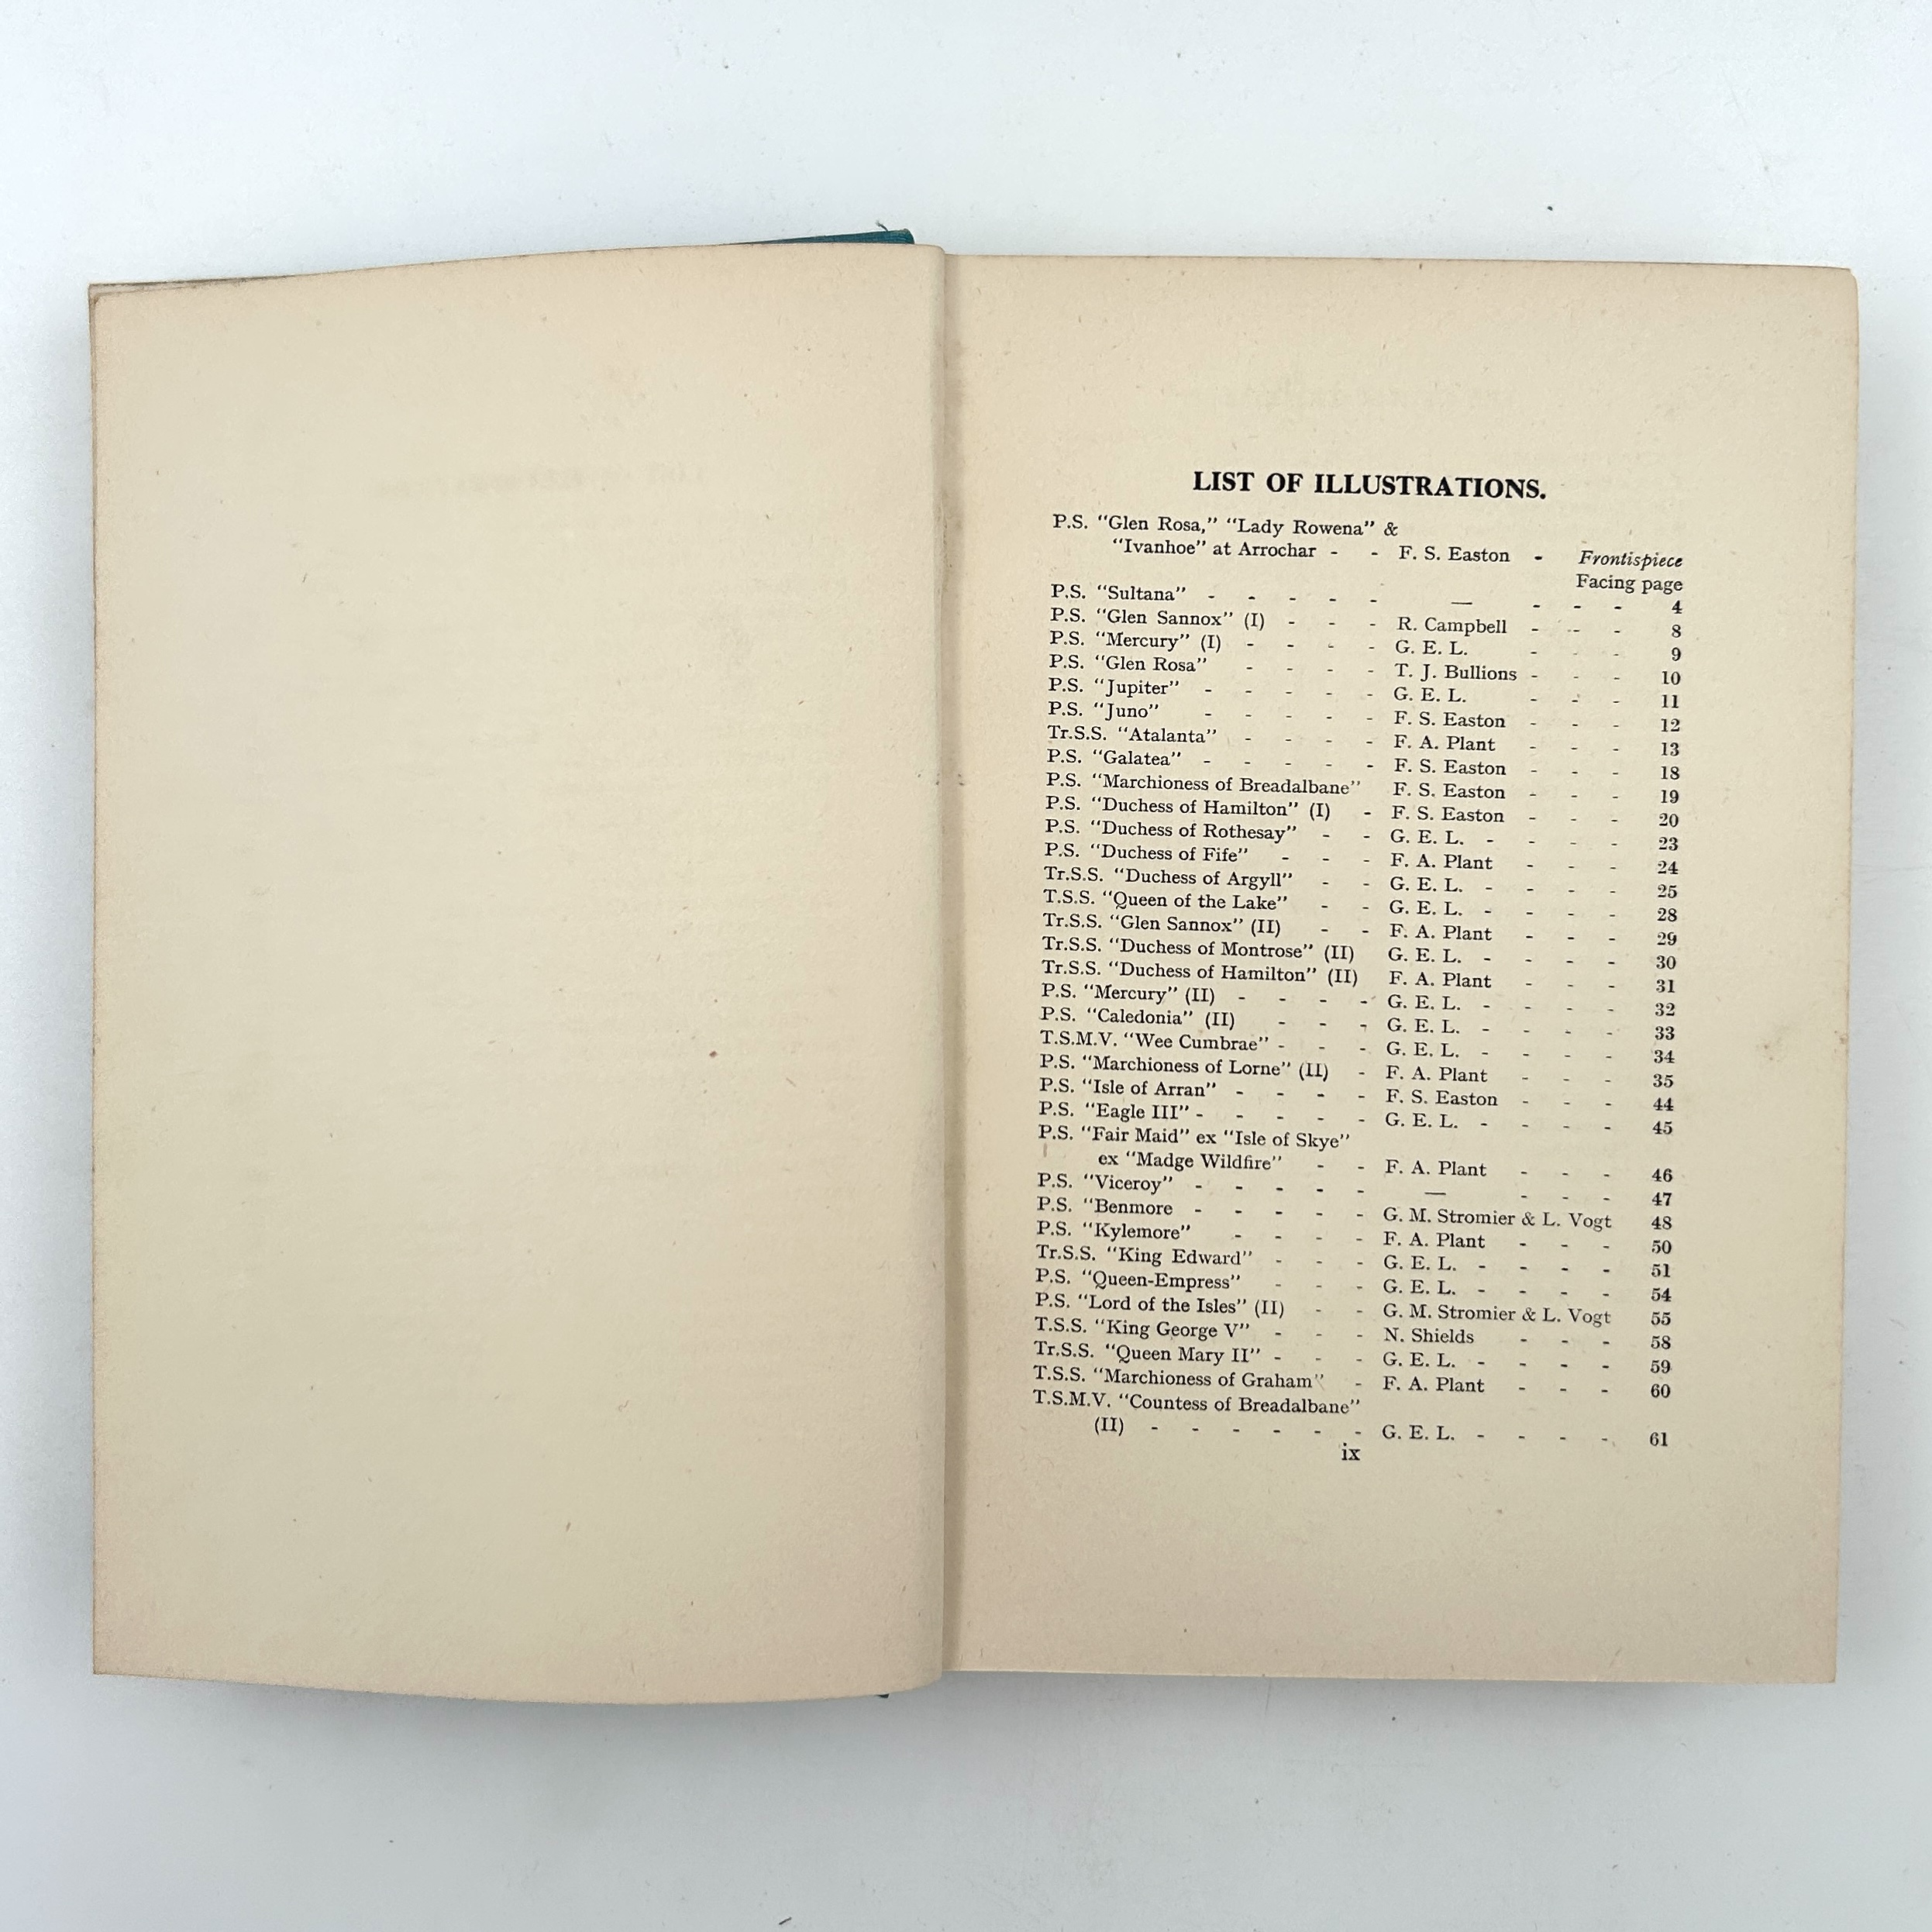 LIST OF ILLUSTRATIONS.
P.S. “Glen Rosa,” “Lady Rowena” &
“Ivanhoe” at Arrochar - - F. S. Easton - Frontispiece
Facing page
P.S. “Sultana” - - - - - — - - - 4
P.S. “Glen Sannox” (I) - - - R. Campbell - - - 8
P.S. “Mercury” (I) - - - - G. E. L. - - - 9
P.S. “Glen Rosa” - - - - T. J. Bullions - - - 10
P.S. “Jupiter” - - - - - G. E. L. - - - 11
P.S. “Juno” - - - - - F. S. Easton - - - 12
Tr.S.S. “Atalanta” - - - - F. A. Plant - - - 13
P.S. “Galatea” - - - - - F. S. Easton - - - 18
P.S. “Marchioness of Breadalbane” F. S. Easton - - - 19
P.S. “Duchess of Hamilton” (I) - F. S. Easton - - - 20
P.S. “Duchess of Rothesay” - - G. E. L. - - - - 23
P.S. “Duchess of Fife” - - - F. A. Plant - - - 24
Tr.S.S. “Duchess of Argyll” - - G. E. L. - - - - 25
T.S.S. “Queen of the Lake” - - G. E. L. - - - - 28
Tr.S.S. “Glen Sannox” (II) - - F. A. Plant - - - 29
Tr.S.S. “Duchess of Montrose” (II) G. E. L. - - - - 30
Tr.S.S. “Duchess of Hamilton” (II) F. A. Plant - - - 31
P.S. “Mercury” (II) - - - - G. E. L. - - - - 32
P.S. “Caledonia” (II) - - - G. E. L. - - - - 33
T.S.M.V. “Wee Cumbrae” - - - G. E. L. - - - - 34
P.S. “Marchioness of Lorne” (II) - F. A. Plant - - - 35
P.S. “Isle of Arran” - - - - F. S. Easton - - - 44
P.S. “Eagle III” - - - - - G. E. L. - - - - 45
P.S. “Fair Maid” ex “Isle of Skye”
ex “Madge Wildfire” - - F. A. Plant - - - 46
P.S. “Viceroy” - - - - - — - - - 47
P.S. “Benmore - - - - - G. M. Stromier & L. Vogt 48
P.S. “Kylemore” - - - - F. A. Plant - - - 50
Tr.S.S. “King Edward” - - - G. E. L. - - - - 51
P.S. “Queen-Empress” - - - G. E. L. - - - - 54
P.S. “Lord of the Isles” (II) - - G. M. Stromier & L. Vogt 55
T.S.S. “King George V” - - - N. Shields - - - 58
Tr.S.S. “Queen Mary II” - - - G. E. L. - - - - 59
T.S.S. “Marchioness of Graham” - F. A. Plant - - - 60
T.S.M.V. “Countess of Breadalbane”
(II) - - - - - - G. E. L. - - - - 61
ix